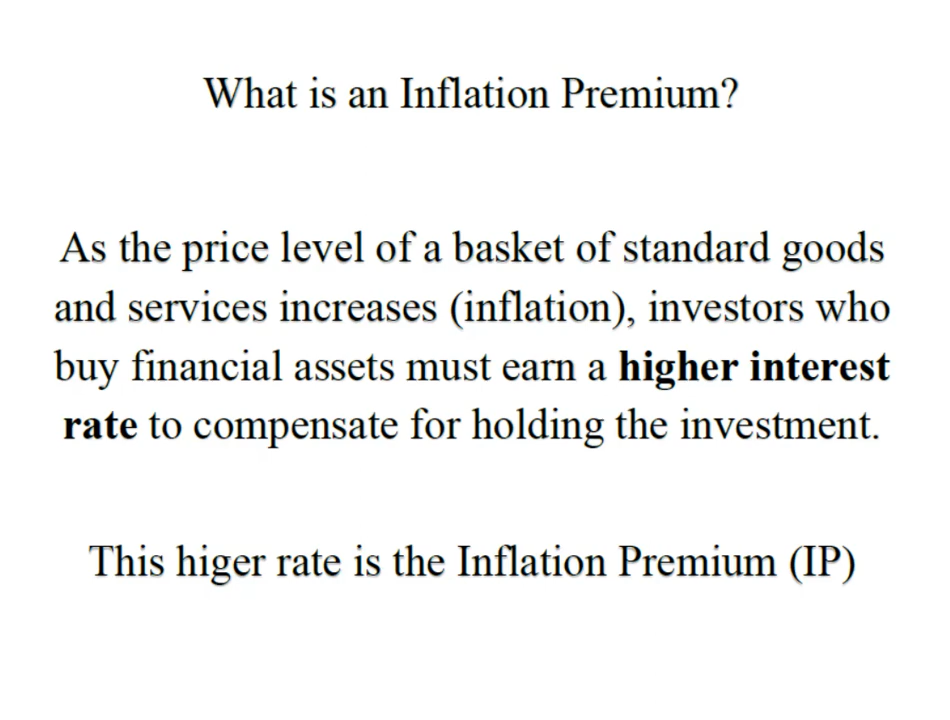 What is an Inflation Premium?
As the price level of a basket of standard goods
and services increases (inflation), investors who
buy financial assets must earn a higher interest
rate to compensate for holding the investment.
This higer rate is the Inflation Premium (IP)